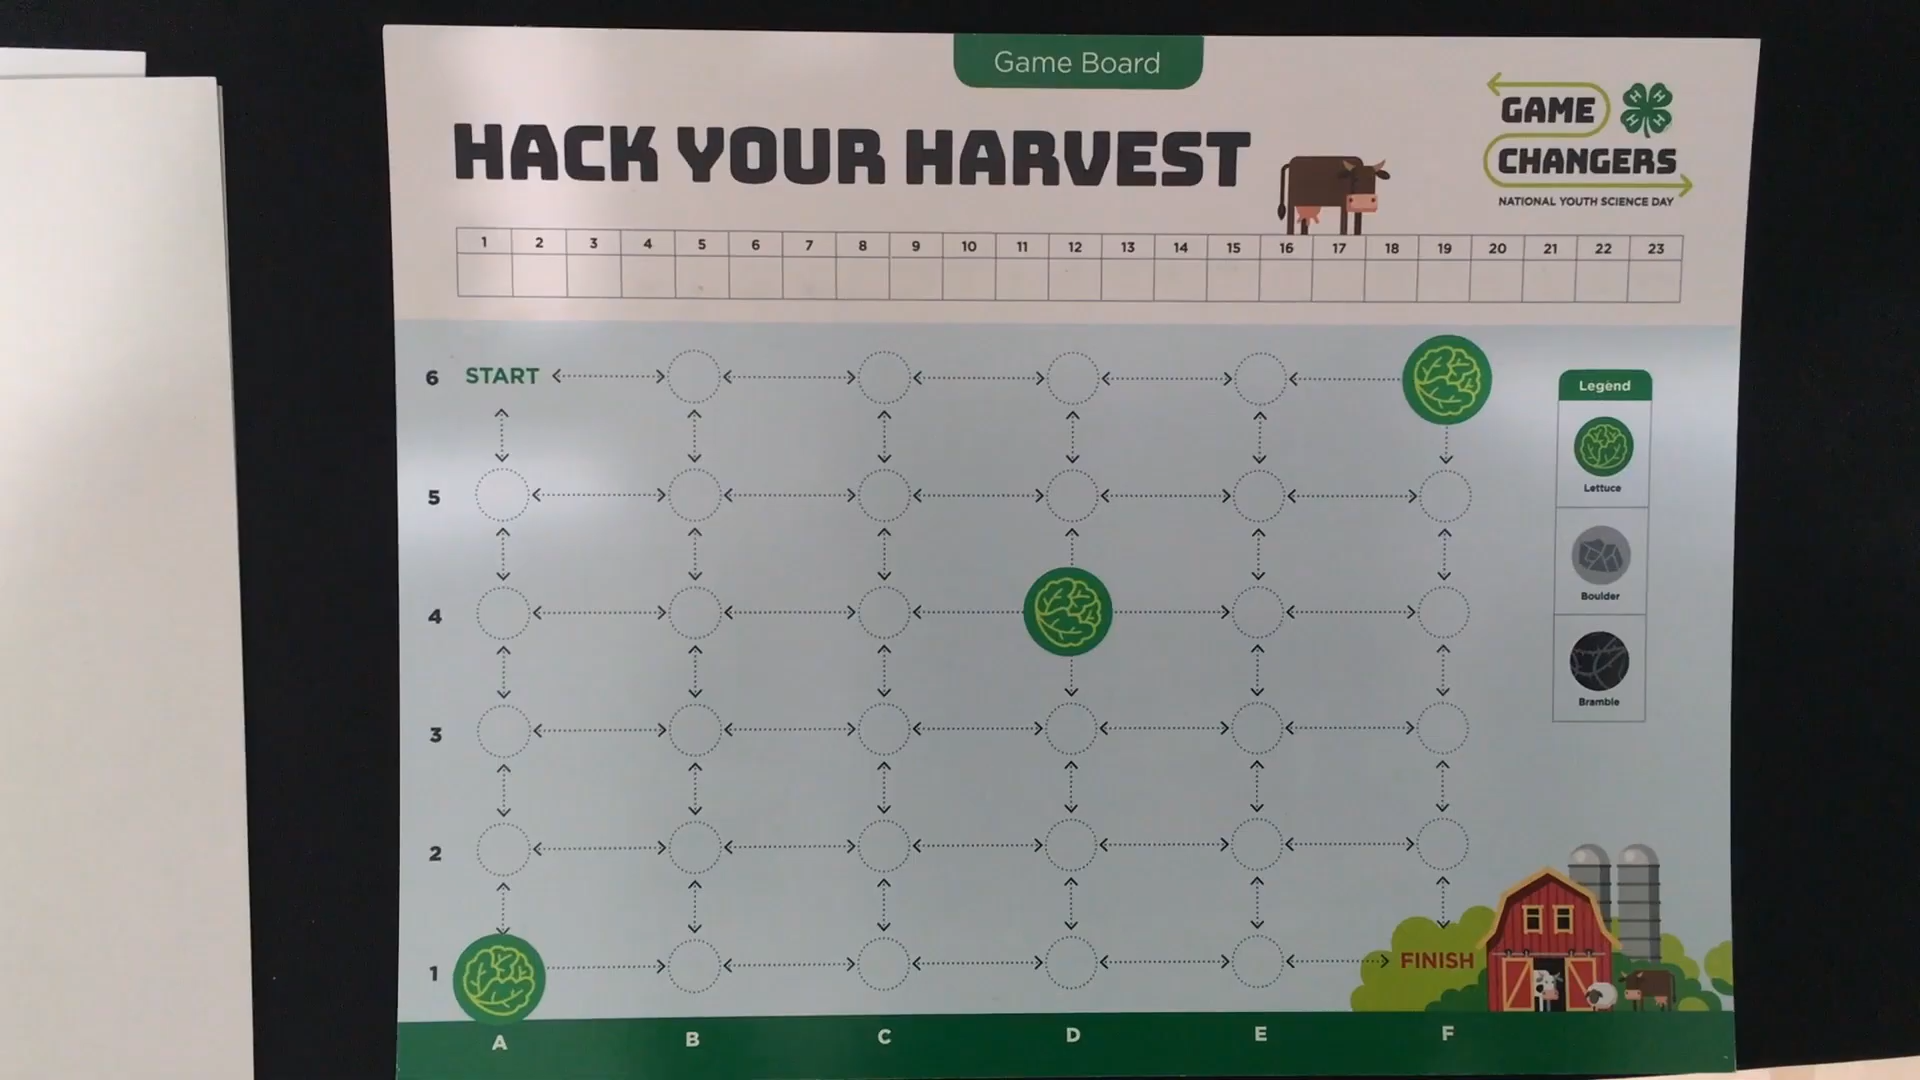 Game Board
HACK YOUR HARVEST
GAME
CHANGERS
NATIONAL YOUTH SCIENCE DAY
H H H H
1 2 3 4 5 6 7 8 9 10 11 12 13 14 15 16 17 18 19 20 21 22 23
6 START
Legend
Lettuce
5
Boulder
4
Bramble
3
2
1 FINISH
A B C D E F